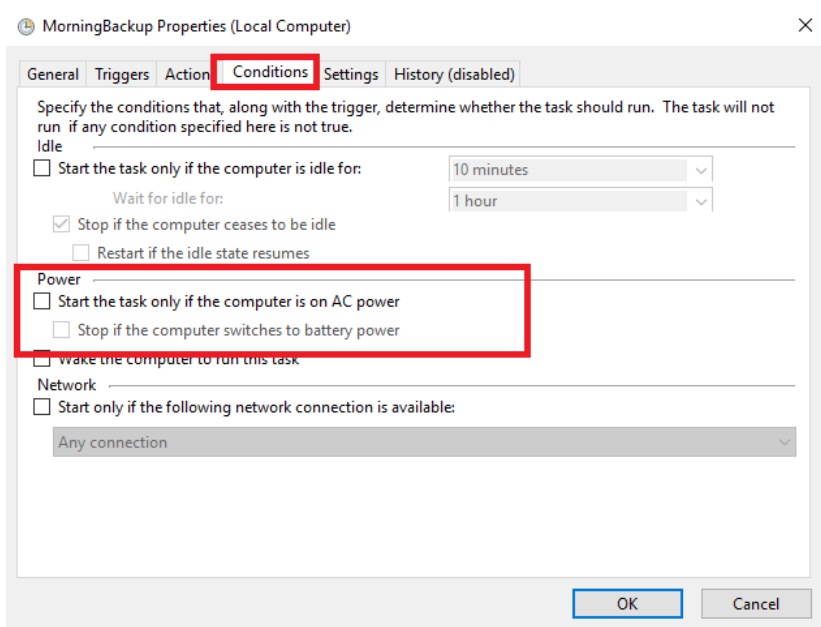 MorningBackup Properties (Local Computer)
General Triggers Action Conditions Settings History (disabled)
Specify the conditions that, along with the trigger, determine whether the task should run. The task will not
run if any condition specified here is not true.
Idle
Start the task only if the computer is idle for: 10 minutes
Wait for idle for: 1 hour
Stop if the computer ceases to be idle
Restart if the idle state resumes
Power
Start the task only if the computer is on AC power
Stop if the computer switches to battery power
Wake the computer to run this task
Network
Start only if the following network connection is available:
Any connection
OK Cancel